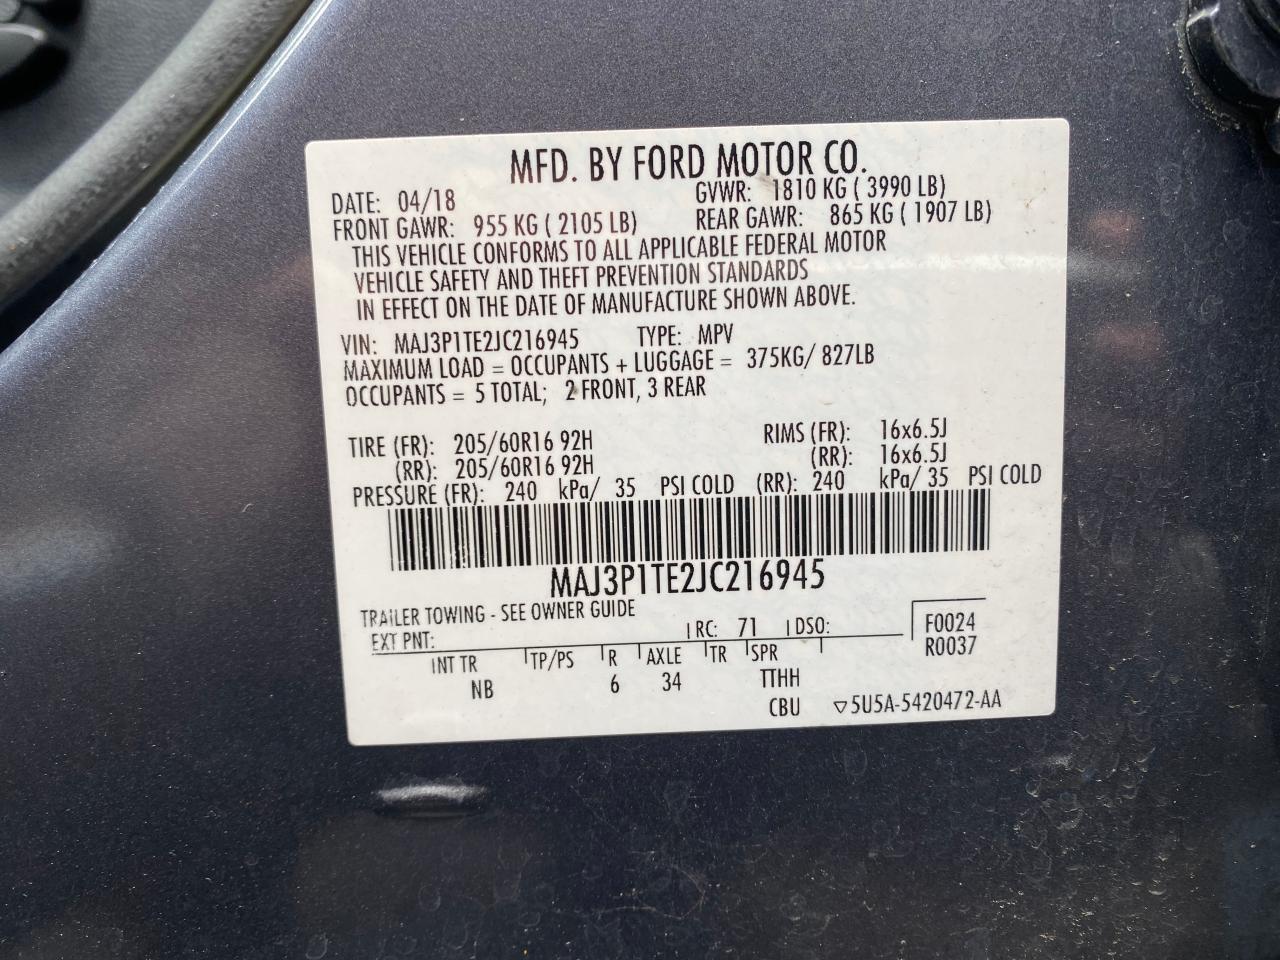 MFD. BY FORD MOTOR CO.
DATE: 04/18 GVWR: 1810 KG ( 3990 LB)
FRONT GAWR: 955 KG ( 2105 LB) REAR GAWR: 865 KG ( 1907 LB)
THIS VEHICLE CONFORMS TO ALL APPLICABLE FEDERAL MOTOR
VEHICLE SAFETY AND THEFT PREVENTION STANDARDS
IN EFFECT ON THE DATE OF MANUFACTURE SHOWN ABOVE.
VIN: MAJ3P1TE2JC216945 TYPE: MPV
MAXIMUM LOAD = OCCUPANTS + LUGGAGE = 375KG/ 827LB
OCCUPANTS = 5 TOTAL; 2 FRONT, 3 REAR
TIRE (FR): 205/60R16 92H RIMS (FR): 16x6.5J
(RR): 205/60R16 92H (RR): 16x6.5J
PRESSURE (FR): 240 kPa/ 35 PSI COLD (RR): 240 kPa/ 35 PSI COLD
MAJ3P1TE2JC216945
TRAILER TOWING - SEE OWNER GUIDE
EXT PNT: RC: 71 DSO: F0024
R0037
INT TR TP/PS R AXLE TR SPR
NB 6 34 TTHH
CBU ▽5U5A-5420472-AA